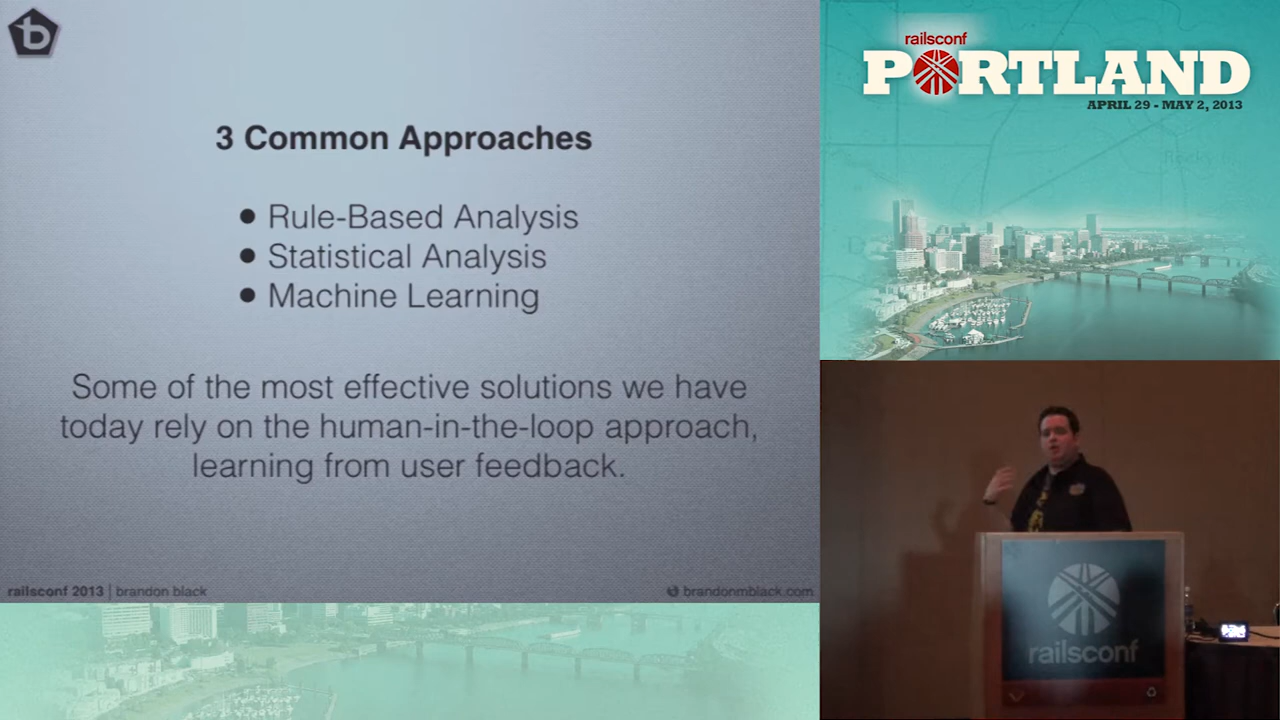 3 Common Approaches
● Rule-Based Analysis
● Statistical Analysis
● Machine Learning
Some of the most effective solutions we have
today rely on the human-in-the-loop approach,
learning from user feedback.
railsconf 2013 | brandon black
brandonmblack.com
railsconf
PORTLAND
APRIL 29 - MAY 2, 2013
railsconf